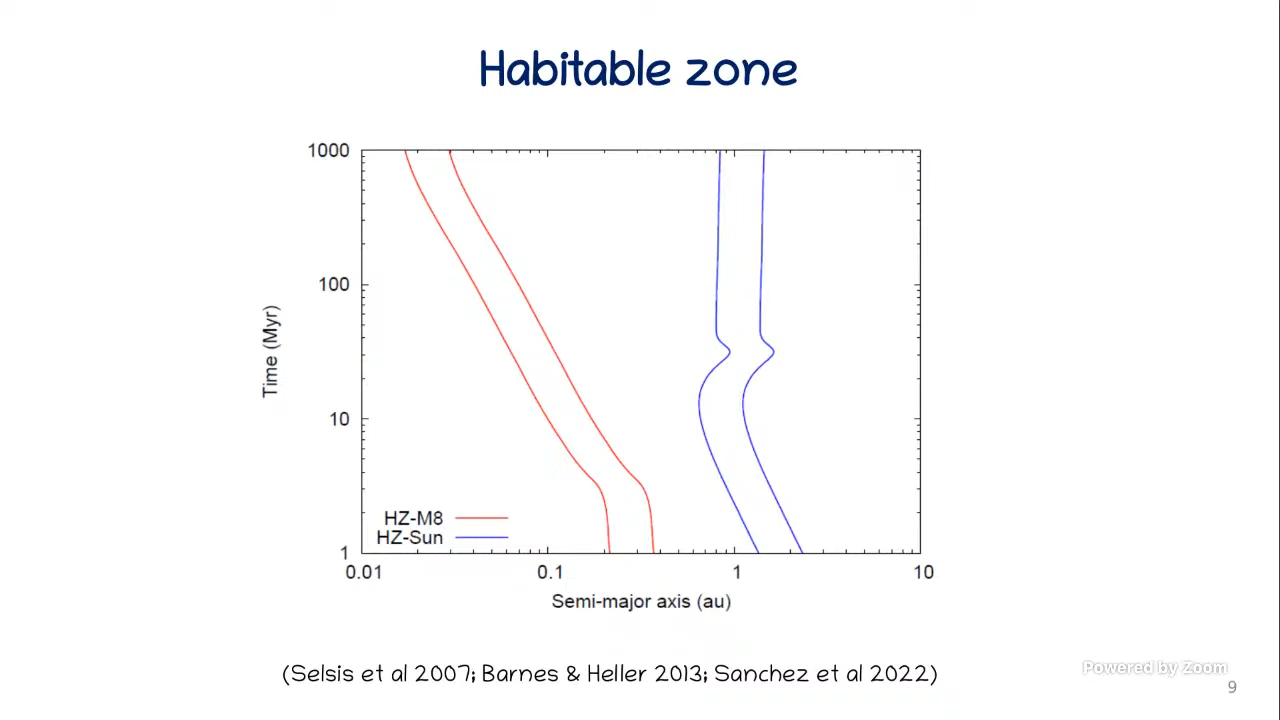 Habitable zone
1000
100
10
1
Time (Myr)
HZ-M8
HZ-Sun
0.01 0.1 1 10
Semi-major axis (au)
(Selsis et al 2007; Barnes & Heller 2013; Sanchez et al 2022)
Powered by Zoom
9